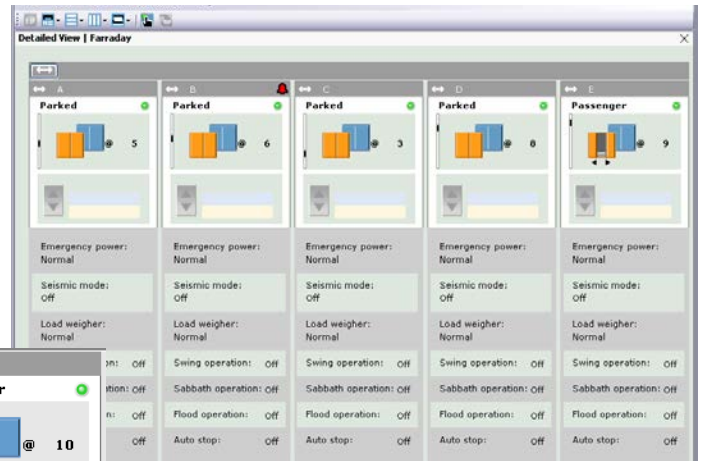 Detailed View | Farraday
A B C D E
Parked Parked Parked Parked Passenger
@ 5 @ 6 @ 3 @ 8 @ 9
Emergency power: Emergency power: Emergency power: Emergency power: Emergency power:
Normal Normal Normal Normal Normal
Seismic mode: Seismic mode: Seismic mode: Seismic mode: Seismic mode:
Off Off Off Off Off
Load weigher: Load weigher: Load weigher: Load weigher: Load weigher:
Normal Normal Normal Normal Normal
on: Off Swing operation: Off Swing operation: Off Swing operation: Off Swing operation: Off
ation: Off Sabbath operation: Off Sabbath operation: Off Sabbath operation: Off Sabbath operation: Off
n: Off Flood operation: Off Flood operation: Off Flood operation: Off Flood operation: Off
Off Auto stop: Off Auto stop: Off Auto stop: Off Auto stop: Off
r
@ 10